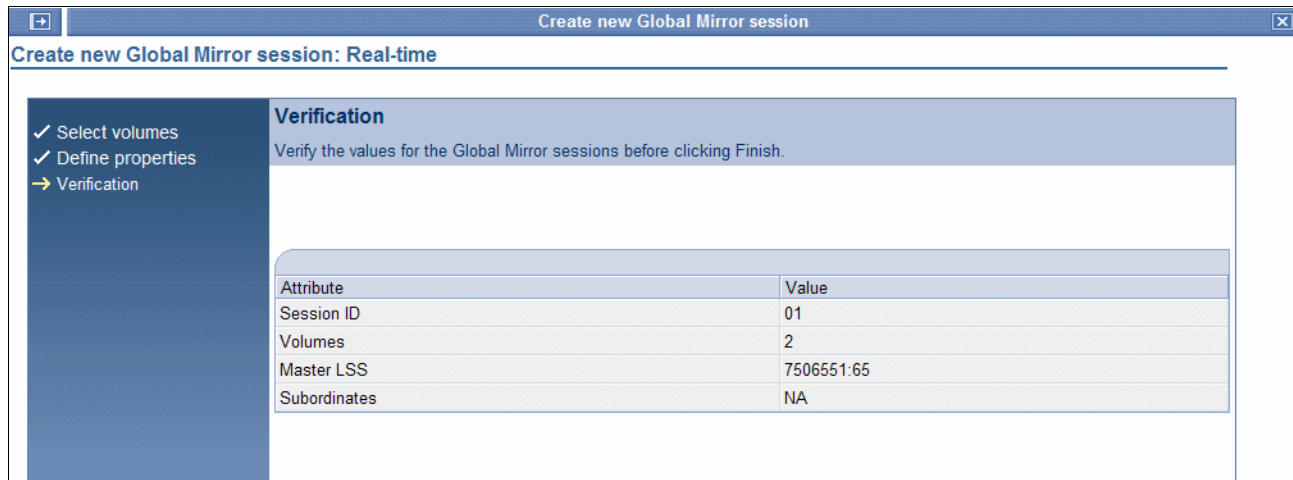 Create new Global Mirror session
Create new Global Mirror session: Real-time
Select volumes
Define properties
Verification
Verification
Verify the values for the Global Mirror sessions before clicking Finish.
Attribute Value
Session ID 01
Volumes 2
Master LSS 7506551:65
Subordinates NA